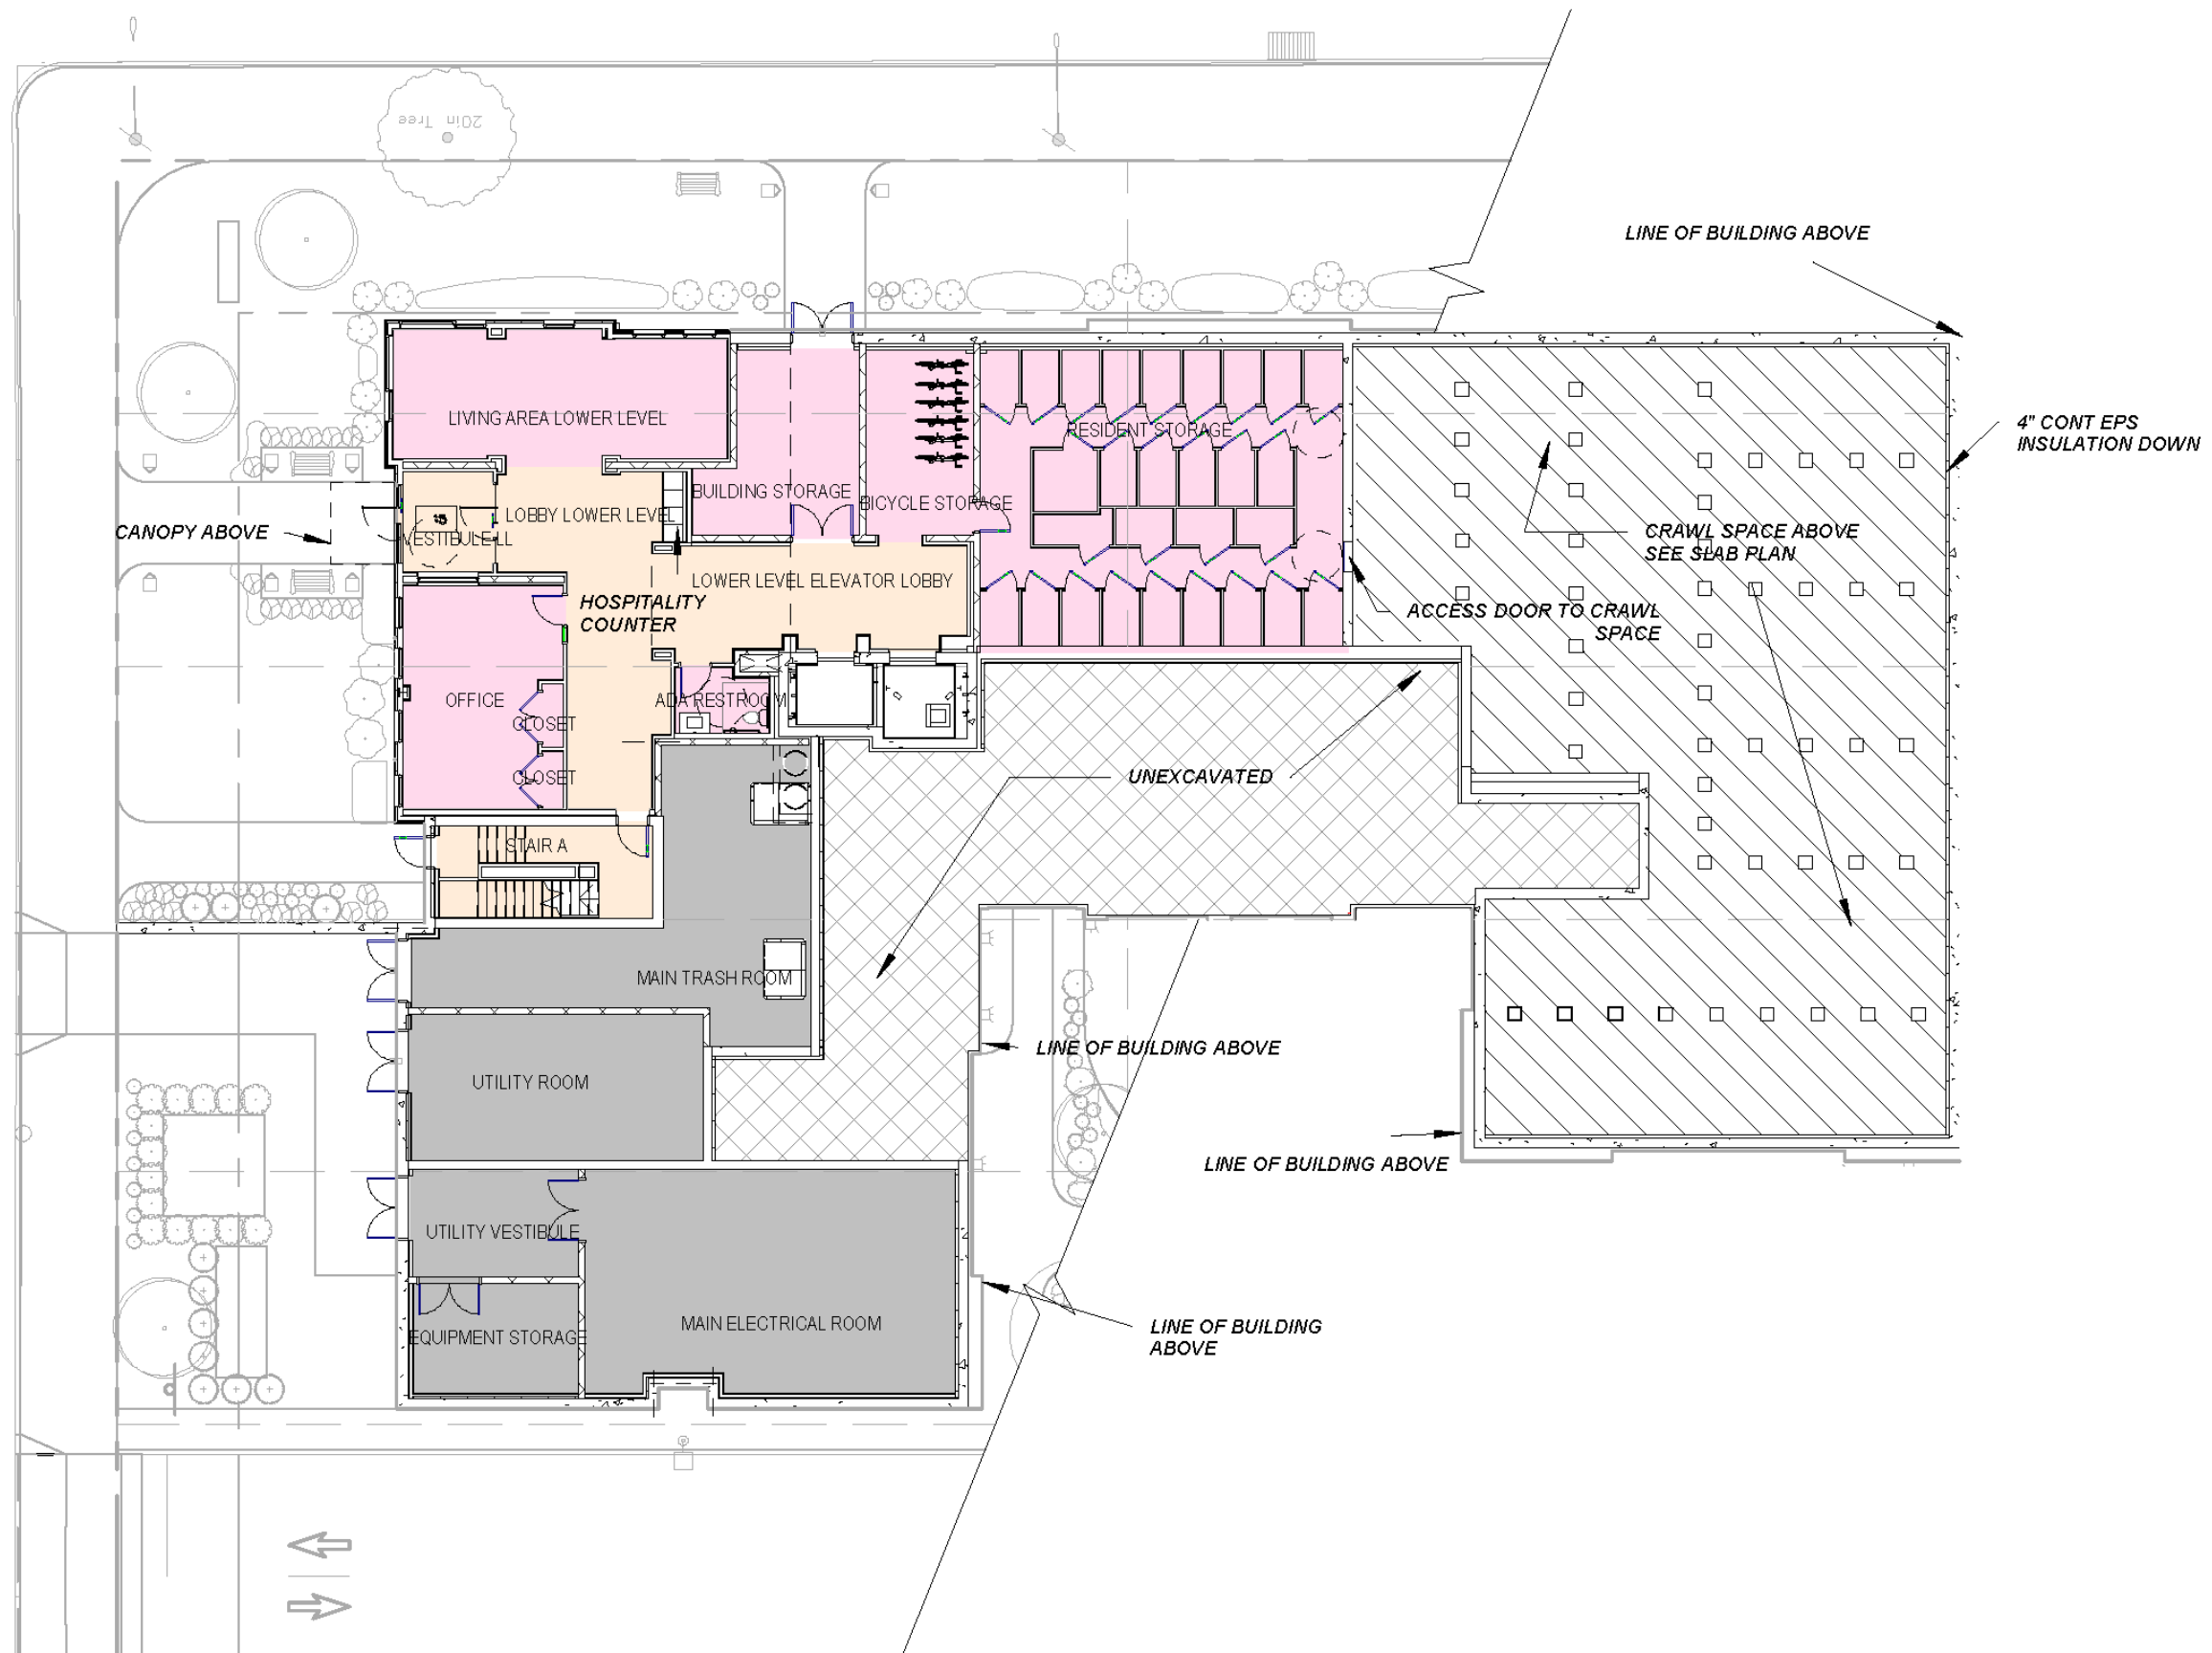 20in Tree
LINE OF BUILDING ABOVE
4" CONT EPS
INSULATION DOWN
LIVING AREA LOWER LEVEL
RESIDENT STORAGE
BUILDING STORAGE
BICYCLE STORAGE
LOBBY LOWER LEVEL
CANOPY ABOVE
VESTIBULE LL
CRAWL SPACE ABOVE
SEE SLAB PLAN
LOWER LEVEL ELEVATOR LOBBY
HOSPITALITY
COUNTER
ACCESS DOOR TO CRAWL
SPACE
OFFICE
ADA RESTROOM
CLOSET
CLOSET
UNEXCAVATED
STAIR A
MAIN TRASH ROOM
LINE OF BUILDING ABOVE
UTILITY ROOM
LINE OF BUILDING ABOVE
UTILITY VESTIBULE
MAIN ELECTRICAL ROOM
EQUIPMENT STORAGE
LINE OF BUILDING
ABOVE